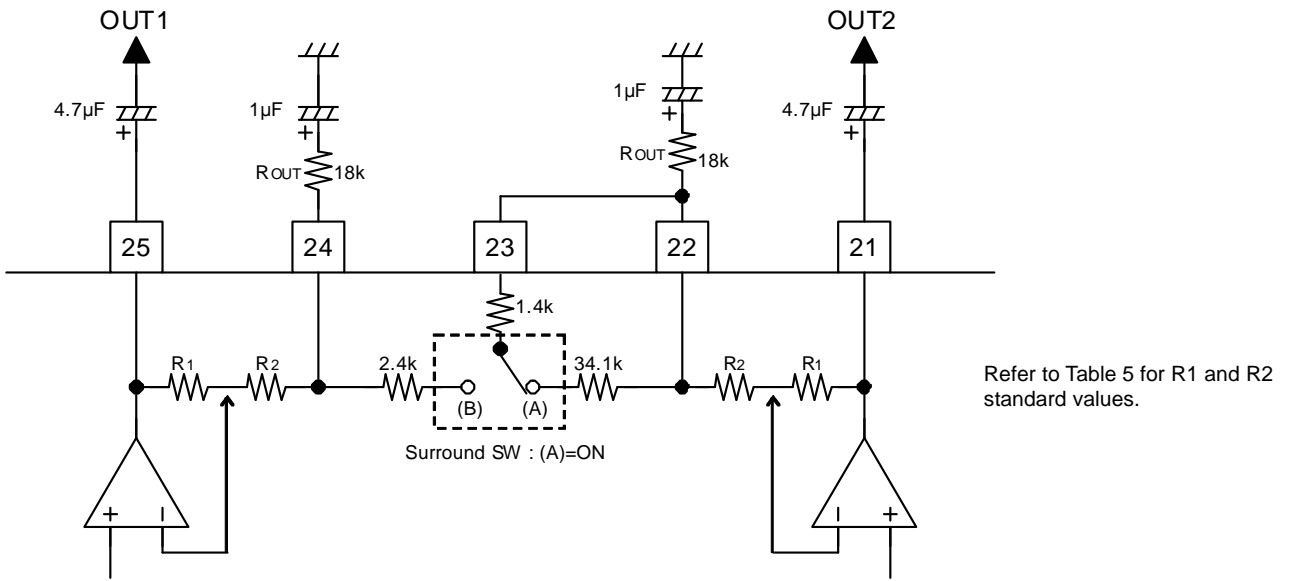 OUT1 OUT2
4.7µF 1µF 1µF 4.7µF
+ + + +
ROUT 18k ROUT 18k
25 24 23 22 21
1.4k
R1 R2 2.4k 34.1k R2 R1
(B) (A)
Surround SW : (A)=ON
Refer to Table 5 for R1 and R2
standard values.
+ − − +